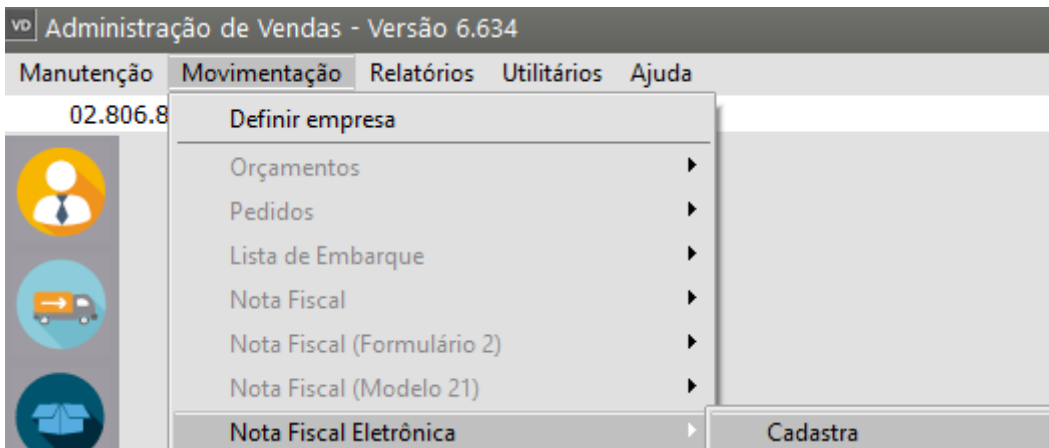 VD Administração de Vendas - Versão 6.634
Manutenção Movimentação Relatórios Utilitários Ajuda
02.806.8
Definir empresa
Orçamentos
Pedidos
Lista de Embarque
Nota Fiscal
Nota Fiscal (Formulário 2)
Nota Fiscal (Modelo 21)
Nota Fiscal Eletrônica Cadastra